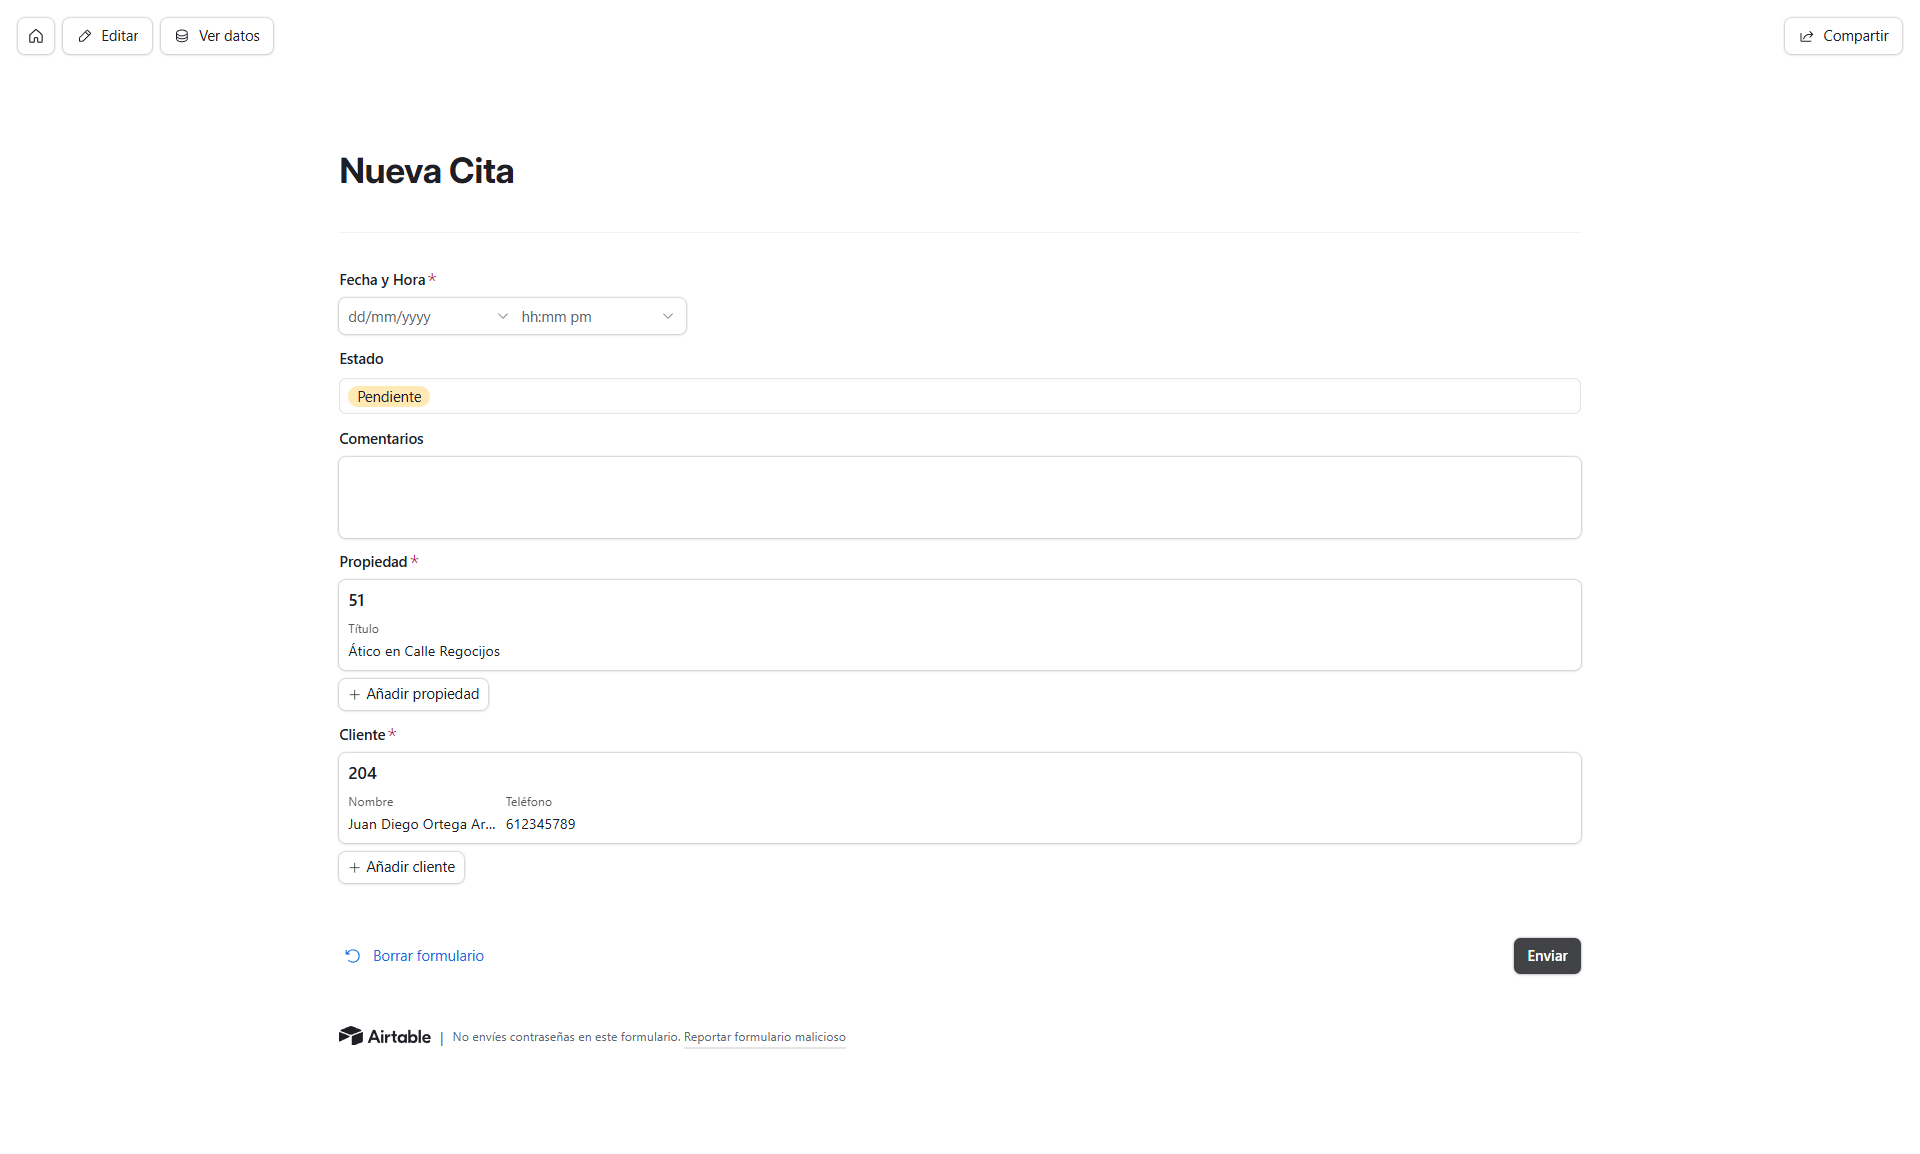 Editar
Ver datos
Compartir
Nueva Cita
Fecha y Hora*
dd/mm/yyyy hh:mm pm
Estado
Pendiente
Comentarios
Propiedad*
51
Título
Ático en Calle Regocijos
+ Añadir propiedad
Cliente*
204
Nombre Teléfono
Juan Diego Ortega Ar... 612345789
+ Añadir cliente
Borrar formulario
Enviar
Airtable | No envíes contraseñas en este formulario. Reportar formulario malicioso